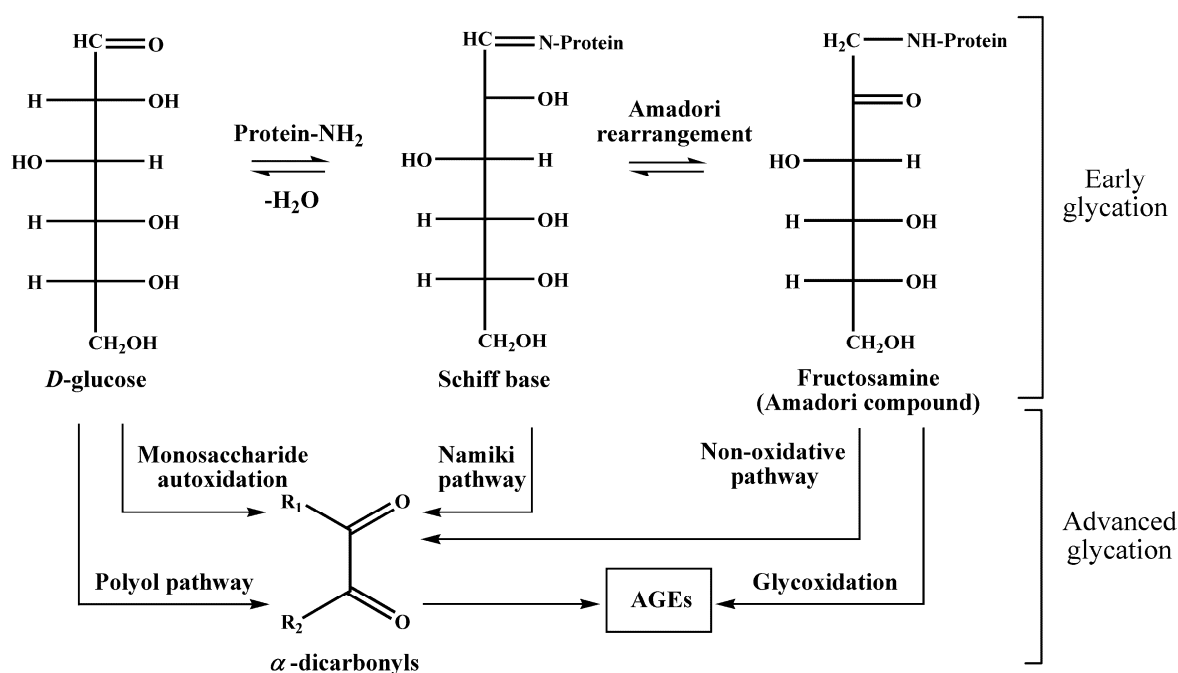 HC O
H OH
HO H
H OH
H OH
CH₂OH
D-glucose
Protein-NH₂
-H₂O
HC N-Protein
OH
HO H
H OH
H OH
CH₂OH
Schiff base
Amadori
rearrangement
H₂C NH-Protein
O
HO H
H OH
H OH
CH₂OH
Fructosamine
(Amadori compound)
Early
glycation
Monosaccharide
autoxidation
Namiki
pathway
Non-oxidative
pathway
R₁ O
Polyol pathway
R₂ O
α-dicarbonyls
AGEs
Glycoxidation
Advanced
glycation